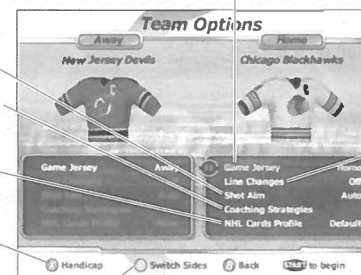 Team Options
Away
Home
New Jersey Devils
Chicago Blackhawks
Game Jersey Away
Game Jersey Home
Line Changes Off
Shot Aim Auto
Coaching Strategies
NHL Cards Profile Default
Handicap
Switch Sides
Back
START to begin